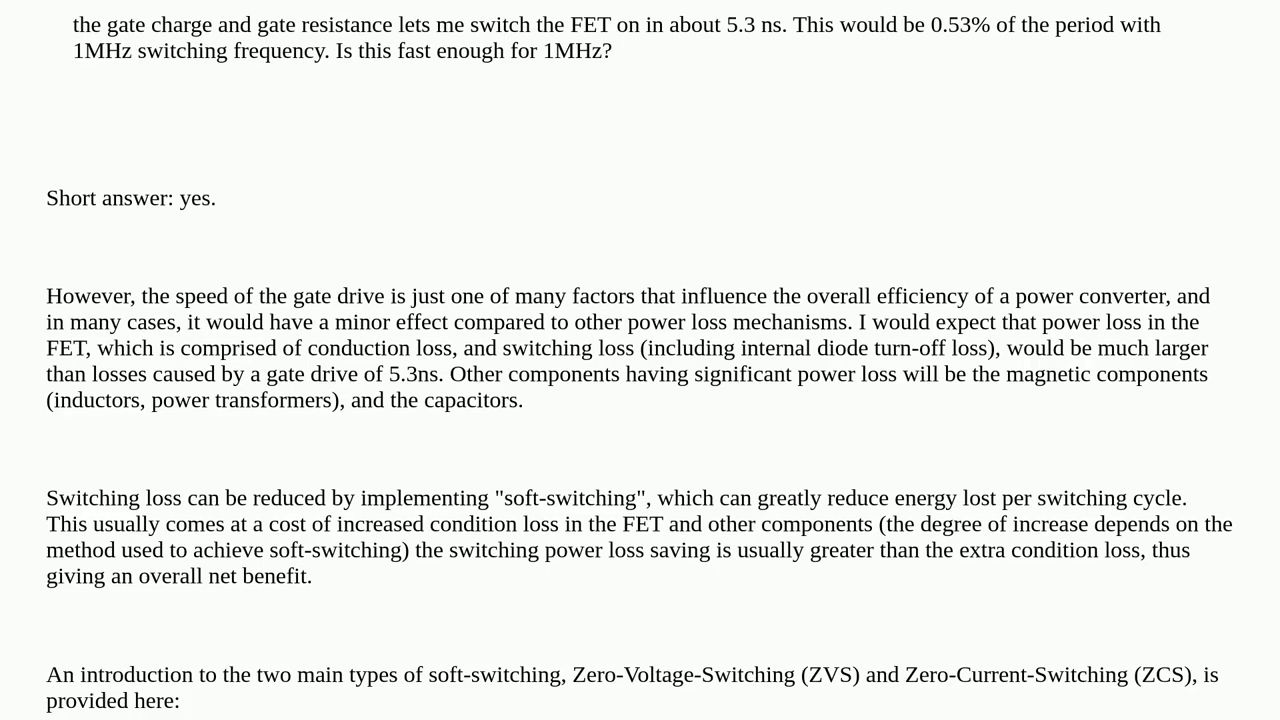 the gate charge and gate resistance lets me switch the FET on in about 5.3 ns. This would be 0.53% of the period with
1MHz switching frequency. Is this fast enough for 1MHz?
Short answer: yes.
However, the speed of the gate drive is just one of many factors that influence the overall efficiency of a power converter, and
in many cases, it would have a minor effect compared to other power loss mechanisms. I would expect that power loss in the
FET, which is comprised of conduction loss, and switching loss (including internal diode turn-off loss), would be much larger
than losses caused by a gate drive of 5.3ns. Other components having significant power loss will be the magnetic components
(inductors, power transformers), and the capacitors.
Switching loss can be reduced by implementing "soft-switching", which can greatly reduce energy lost per switching cycle.
This usually comes at a cost of increased condition loss in the FET and other components (the degree of increase depends on the
method used to achieve soft-switching) the switching power loss saving is usually greater than the extra condition loss, thus
giving an overall net benefit.
An introduction to the two main types of soft-switching, Zero-Voltage-Switching (ZVS) and Zero-Current-Switching (ZCS), is
provided here: